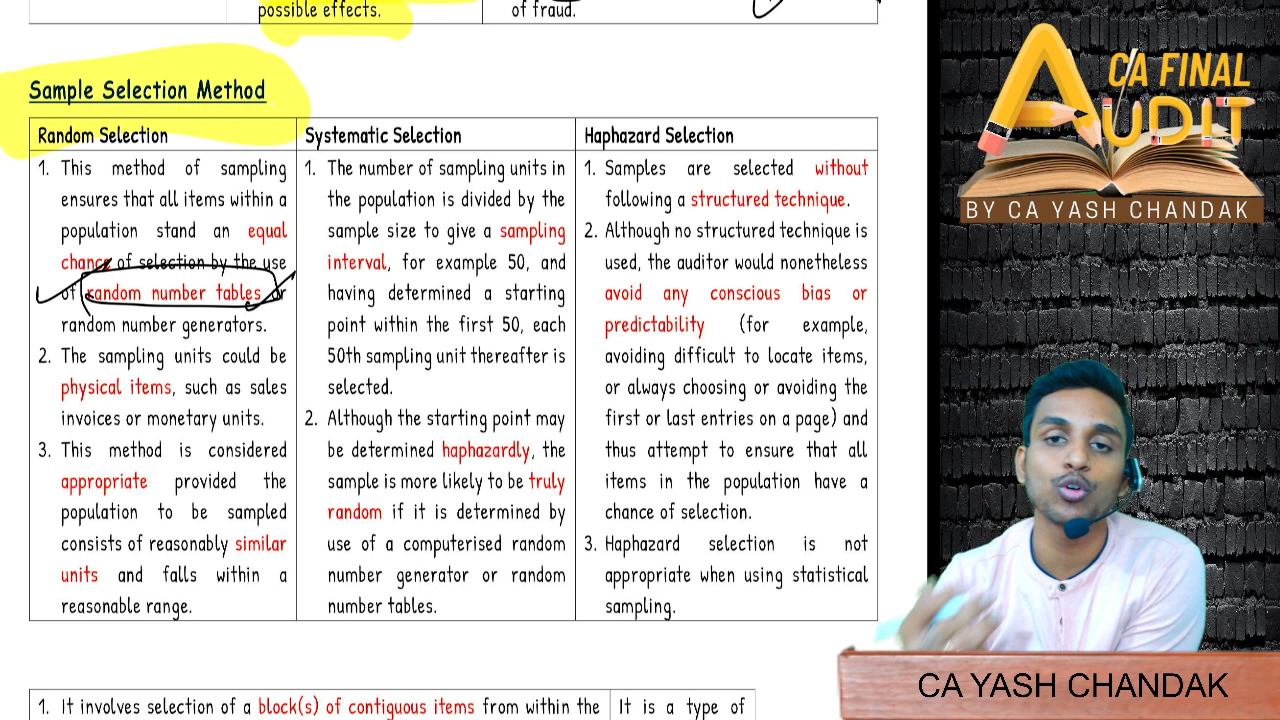 possible effects.
of fraud.
Sample Selection Method
Random Selection
1. This method of sampling
ensures that all items within a
population stand an equal
chance of selection by the use
of random number tables or
random number generators.
2. The sampling units could be
physical items, such as sales
invoices or monetary units.
3. This method is considered
appropriate provided the
population to be sampled
consists of reasonably similar
units and falls within a
reasonable range.
Systematic Selection
1. The number of sampling units in
the population is divided by the
sample size to give a sampling
interval, for example 50, and
having determined a starting
point within the first 50, each
50th sampling unit thereafter is
selected.
2. Although the starting point may
be determined haphazardly, the
sample is more likely to be truly
random if it is determined by
use of a computerised random
number generator or random
number tables.
Haphazard Selection
1. Samples are selected without
following a structured technique.
2. Although no structured technique is
used, the auditor would nonetheless
avoid any conscious bias or
predictability (for example,
avoiding difficult to locate items,
or always choosing or avoiding the
first or last entries on a page) and
thus attempt to ensure that all
items in the population have a
chance of selection.
3. Haphazard selection is not
appropriate when using statistical
sampling.
1. It involves selection of a block(s) of contiguous items from within the
It is a type of
CA FINAL
AUDIT
BY CA YASH CHANDAK
CA YASH CHANDAK